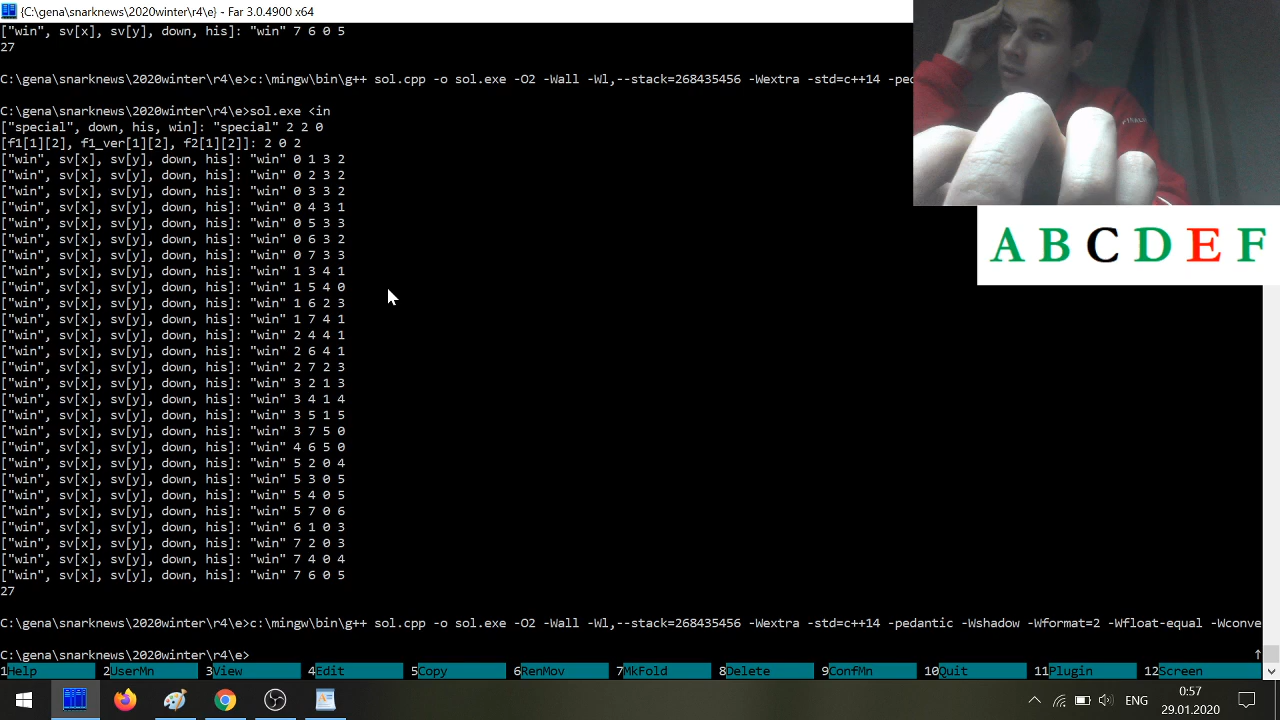 {C:\gena\snarknews\2020winter\r4\e} - Far 3.0.4900 x64
["win", sv[x], sv[y], down, his]: "win" 7 6 0 5
27
C:\gena\snarknews\2020winter\r4\e>c:\mingw\bin\g++ sol.cpp -o sol.exe -O2 -Wall -Wl,--stack=268435456 -Wextra -std=c++14 -ped
C:\gena\snarknews\2020winter\r4\e>sol.exe <in
["special", down, his, win]: "special" 2 2 0
[f1[1][2], f1_ver[1][2], f2[1][2]]: 2 0 2
["win", sv[x], sv[y], down, his]: "win" 0 1 3 2
["win", sv[x], sv[y], down, his]: "win" 0 2 3 2
["win", sv[x], sv[y], down, his]: "win" 0 3 3 2
["win", sv[x], sv[y], down, his]: "win" 0 4 3 1
["win", sv[x], sv[y], down, his]: "win" 0 5 3 3
["win", sv[x], sv[y], down, his]: "win" 0 6 3 2
["win", sv[x], sv[y], down, his]: "win" 0 7 3 3
["win", sv[x], sv[y], down, his]: "win" 1 3 4 1
["win", sv[x], sv[y], down, his]: "win" 1 5 4 0
["win", sv[x], sv[y], down, his]: "win" 1 6 2 3
["win", sv[x], sv[y], down, his]: "win" 1 7 4 1
["win", sv[x], sv[y], down, his]: "win" 2 4 4 1
["win", sv[x], sv[y], down, his]: "win" 2 6 4 1
["win", sv[x], sv[y], down, his]: "win" 2 7 2 3
["win", sv[x], sv[y], down, his]: "win" 3 2 1 3
["win", sv[x], sv[y], down, his]: "win" 3 4 1 4
["win", sv[x], sv[y], down, his]: "win" 3 5 1 5
["win", sv[x], sv[y], down, his]: "win" 3 7 5 0
["win", sv[x], sv[y], down, his]: "win" 4 6 5 0
["win", sv[x], sv[y], down, his]: "win" 5 2 0 4
["win", sv[x], sv[y], down, his]: "win" 5 3 0 5
["win", sv[x], sv[y], down, his]: "win" 5 4 0 5
["win", sv[x], sv[y], down, his]: "win" 5 7 0 6
["win", sv[x], sv[y], down, his]: "win" 6 1 0 3
["win", sv[x], sv[y], down, his]: "win" 7 2 0 3
["win", sv[x], sv[y], down, his]: "win" 7 4 0 4
["win", sv[x], sv[y], down, his]: "win" 7 6 0 5
27
C:\gena\snarknews\2020winter\r4\e>c:\mingw\bin\g++ sol.cpp -o sol.exe -O2 -Wall -Wl,--stack=268435456 -Wextra -std=c++14 -pedantic -Wshadow -Wformat=2 -Wfloat-equal -Wconve
C:\gena\snarknews\2020winter\r4\e>
1Help 2UserMn 3View 4Edit 5Copy 6RenMov 7MkFold 8Delete 9ConfMn 10Quit 11Plugin 12Screen
A B C D E F
ENG
0:57
29.01.2020